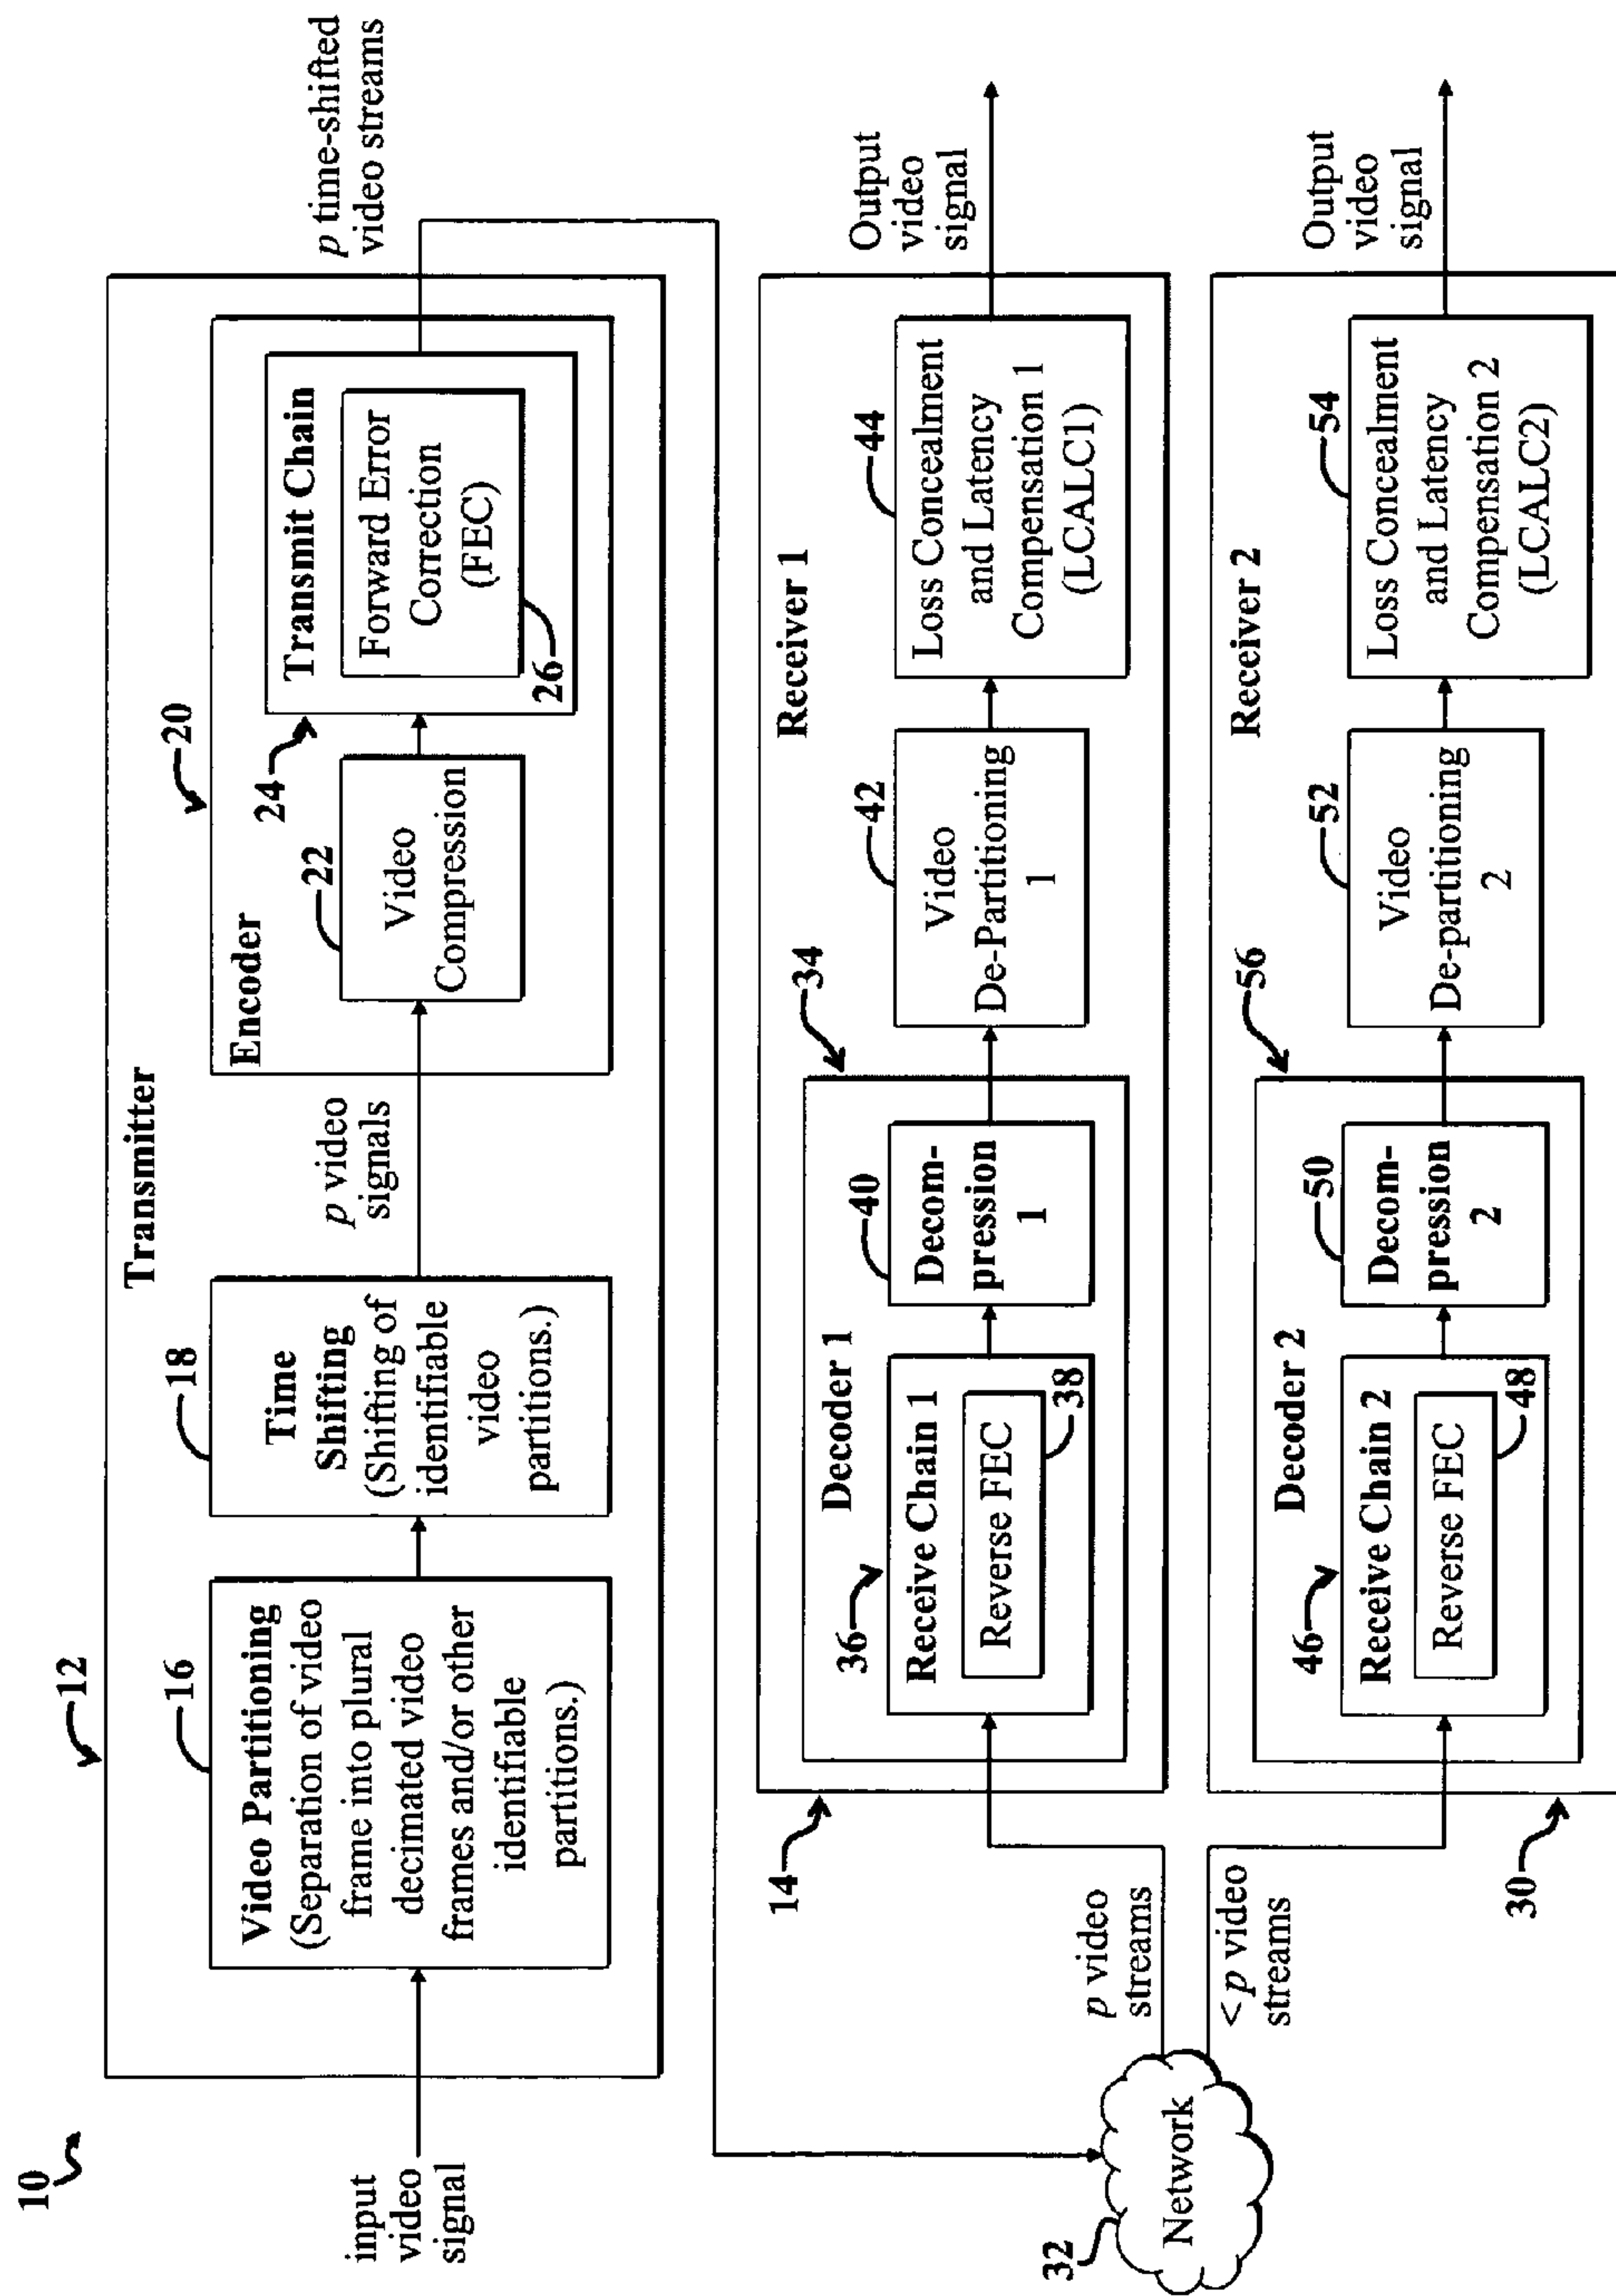 10
12
Transmitter
input
video
signal
16
Video Partitioning
(Separation of video
frame into plural
decimated video
frames and/or other
identifiable
partitions.)
18
Time
Shifting
(Shifting of
identifiable
video
partitions.)
p video
signals
20
Encoder
22
Video
Compression
24
Transmit Chain
Forward Error
Correction
(FEC)
26
p time-shifted
video streams
32
Network
p video
streams
< p video
streams
14
Receiver 1
34
Decoder 1
36
Receive Chain 1
Reverse FEC
38
40
Decom-
pression
1
42
Video
De-Partitioning
1
44
Loss Concealment
and Latency
Compensation 1
(LCALC1)
Output
video
signal
30
Receiver 2
56
Decoder 2
46
Receive Chain 2
Reverse FEC
48
50
Decom-
pression
2
52
Video
De-partitioning
2
54
Loss Concealment
and Latency
Compensation 2
(LCALC2)
Output
video
signal